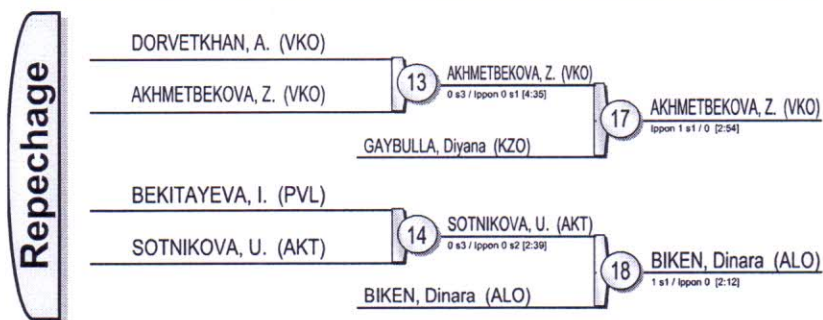 Repechage
DORVETKHAN, A. (VKO)
AKHMETBEKOVA, Z. (VKO)
13
AKHMETBEKOVA, Z. (VKO)
0 s3 / Ippon 0 s1 [4:35]
GAYBULLA, Diyana (KZO)
17
AKHMETBEKOVA, Z. (VKO)
Ippon 1 s1 / 0 [2:54]
BEKITAYEVA, I. (PVL)
SOTNIKOVA, U. (AKT)
14
SOTNIKOVA, U. (AKT)
0 s3 / Ippon 0 s2 [2:39]
BIKEN, Dinara (ALO)
18
BIKEN, Dinara (ALO)
1 s1 / Ippon 0 [2:12]